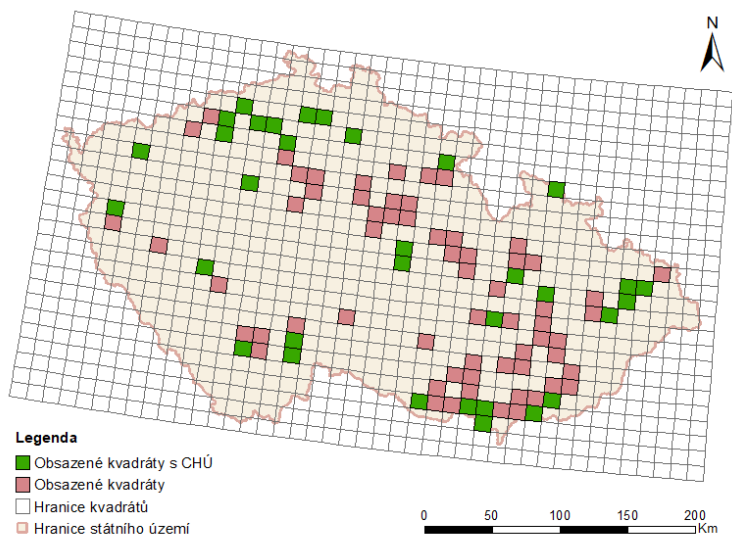 N
Legenda
Obsazené kvadráty s CHÚ
Obsazené kvadráty
Hranice kvadrátů
Hranice státního území
0 50 100 150 200
Km